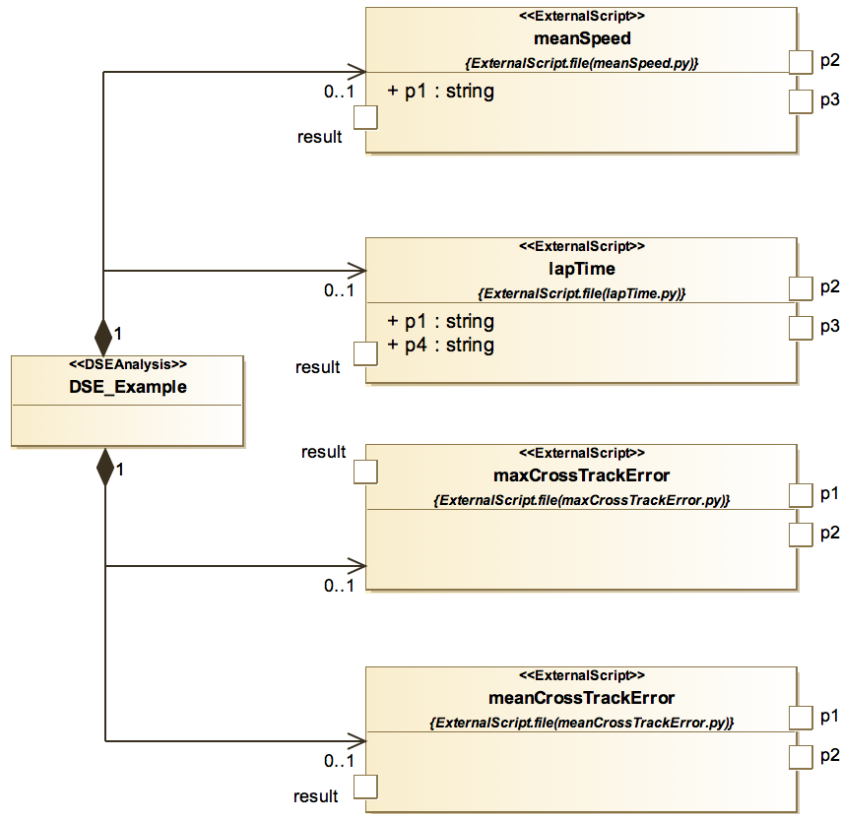 <<ExternalScript>>
meanSpeed
{ExternalScript.file(meanSpeed.py)}
p2
0..1
+ p1 : string
p3
result
<<ExternalScript>>
lapTime
{ExternalScript.file(lapTime.py)}
p2
0..1
+ p1 : string
p3
+ p4 : string
result
1
<<DSEAnalysis>>
DSE_Example
1
result
<<ExternalScript>>
maxCrossTrackError
{ExternalScript.file(maxCrossTrackError.py)}
p1
p2
0..1
<<ExternalScript>>
meanCrossTrackError
{ExternalScript.file(meanCrossTrackError.py)}
p1
p2
0..1
result